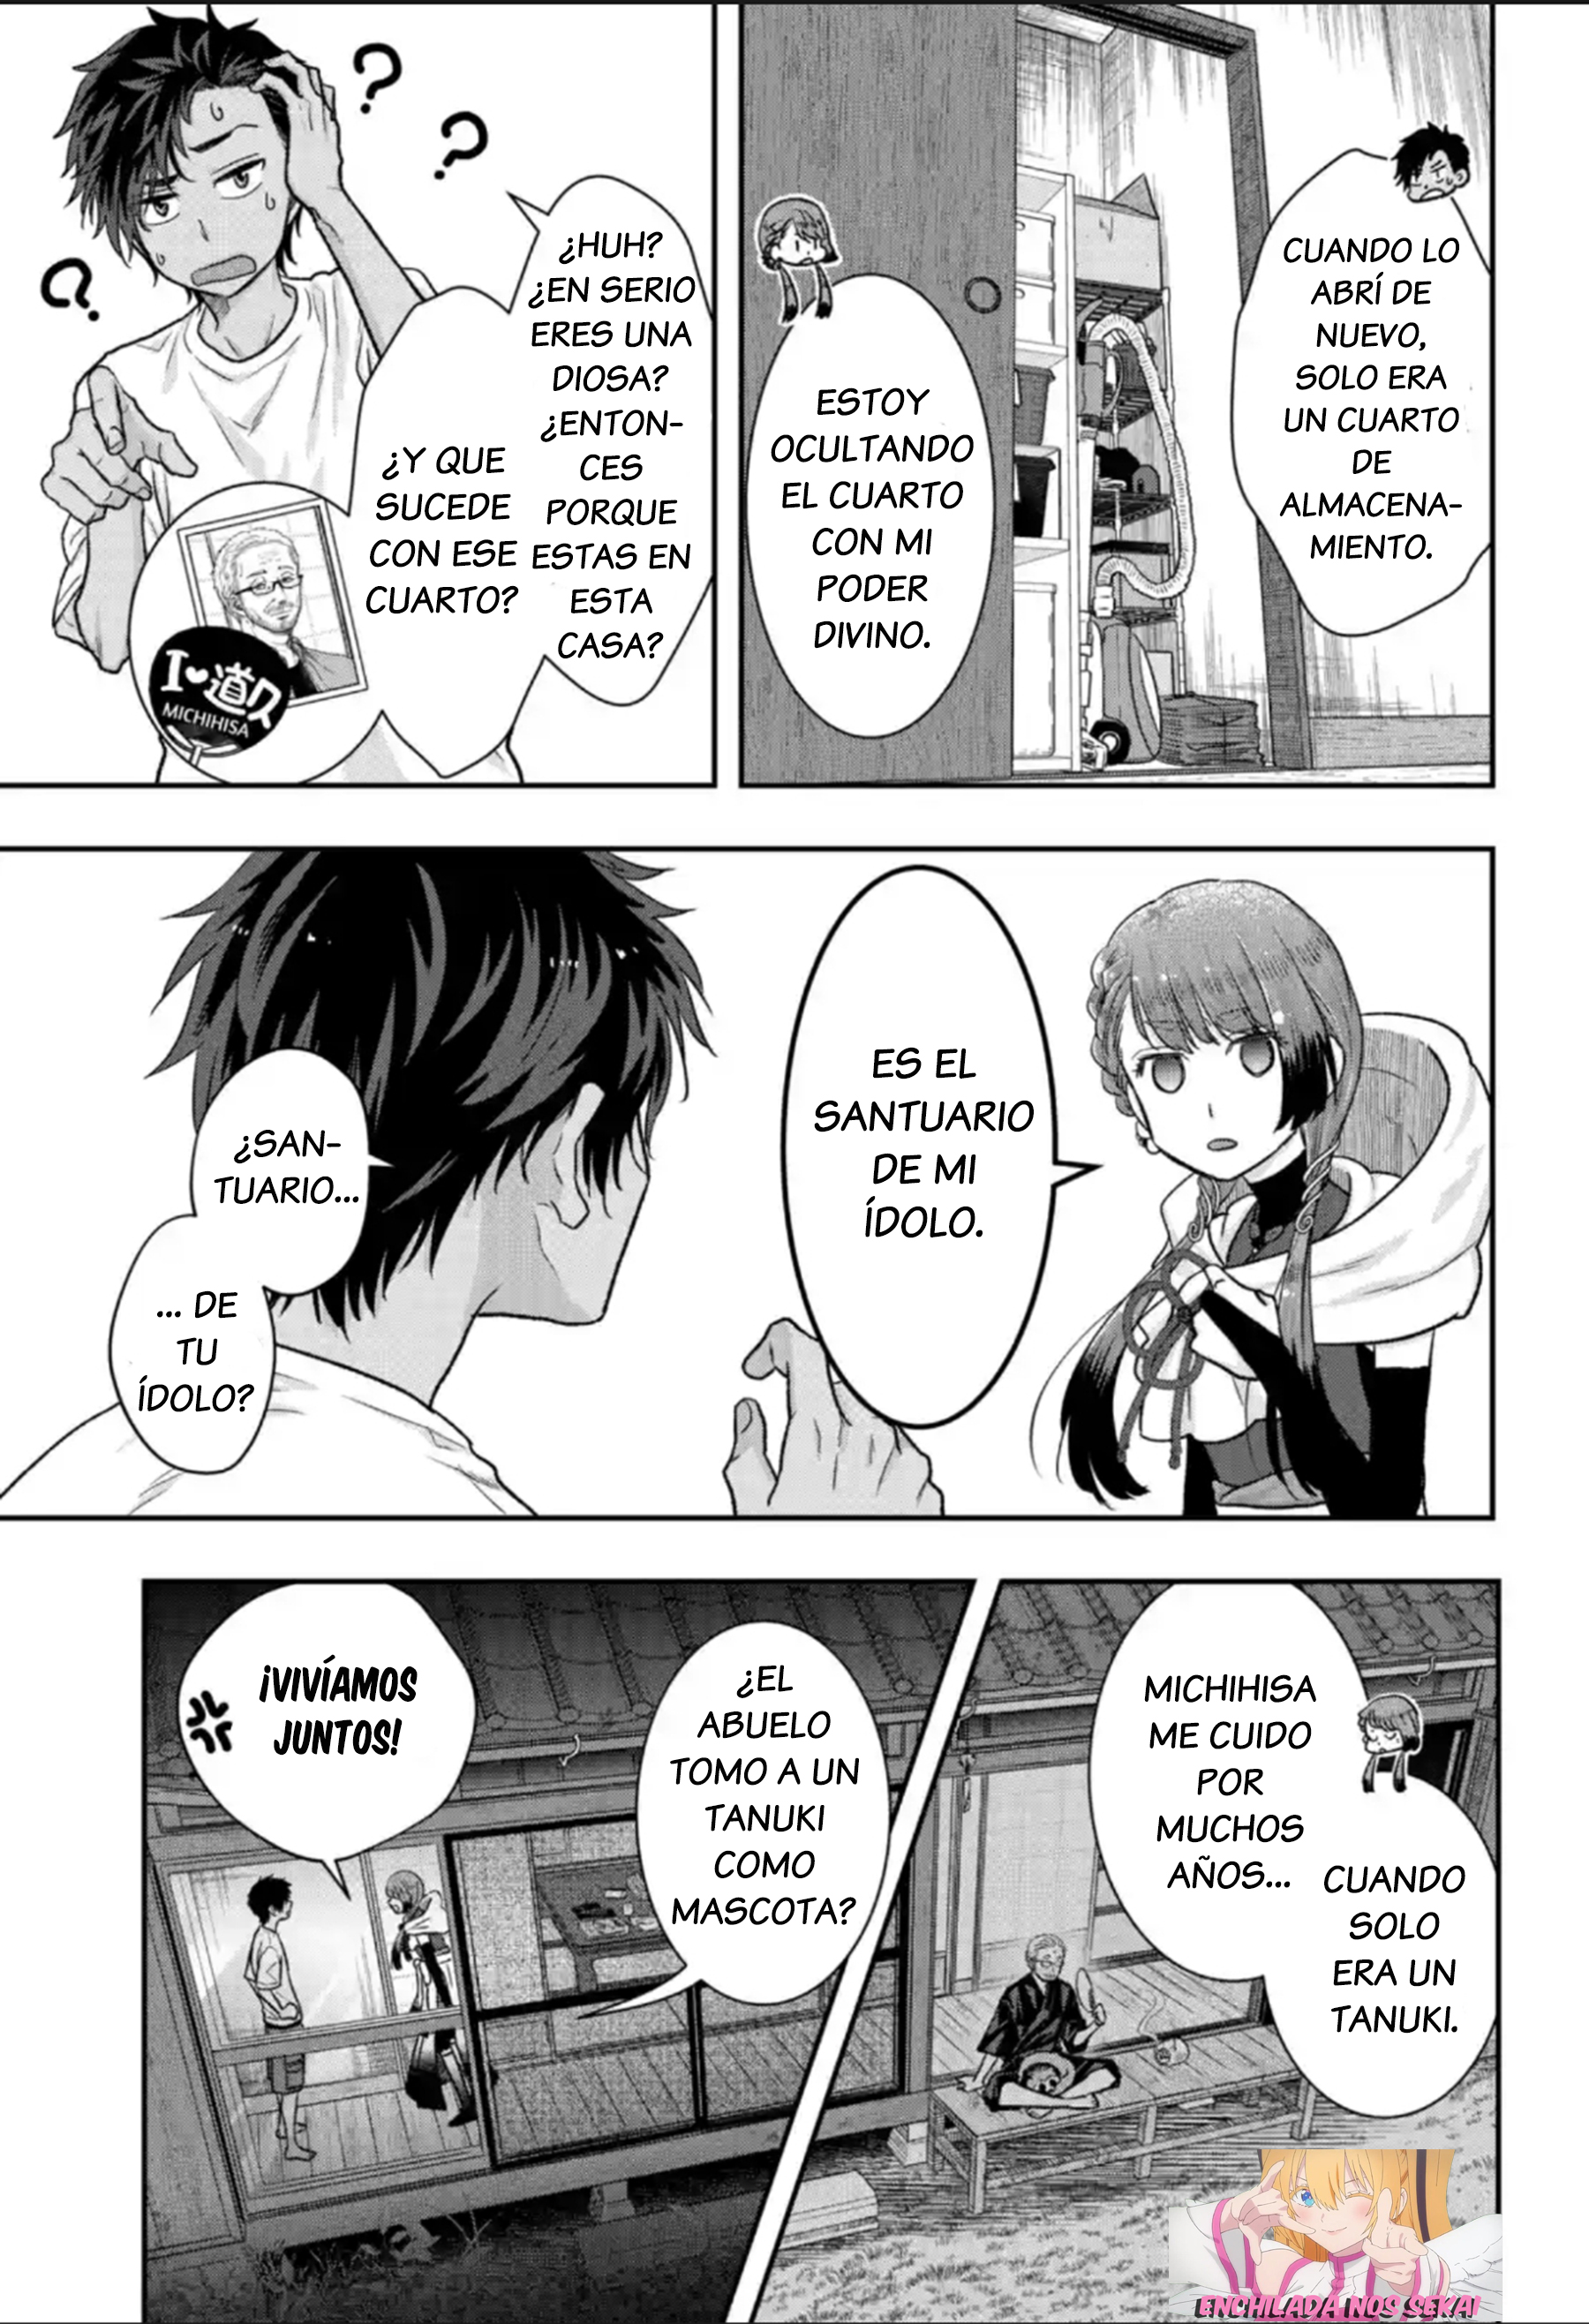 CUANDO LO
ABRÍ DE
NUEVO,
SOLO ERA
UN CUARTO
DE
ALMACENA-
MIENTO.
ESTOY
OCULTANDO
EL CUARTO
CON MI
PODER
DIVINO.
?
?
?
¿HUH?
¿EN SERIO
ERES UNA
DIOSA?
¿ENTON-
CES
PORQUE
ESTAS EN
ESTA
CASA?
¿Y QUE
SUCEDE
CON ESE
CUARTO?
I♥道久
MICHIHISA
ES EL
SANTUARIO
DE MI
ÍDOLO.
¿SAN-
TUARIO...
... DE
TU
ÍDOLO?
MICHIHISA
ME CUIDO
POR
MUCHOS
AÑOS...
CUANDO
SOLO
ERA UN
TANUKI.
¿EL
ABUELO
TOMO A UN
TANUKI
COMO
MASCOTA?
¡VIVÍAMOS
JUNTOS!
ENCHILADA NOS SEKAI